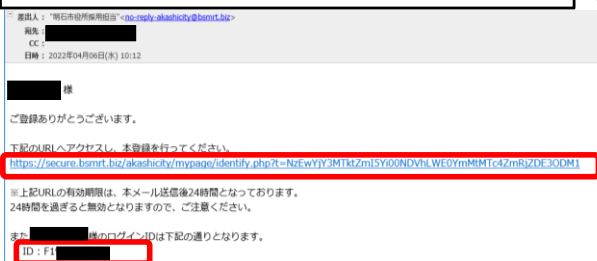 差出人： "明石市役所採用担当"<no-reply-akashicity@bsmrt.biz>
宛先：
CC：
日時： 2022年04月06日(水) 10:12
様
ご登録ありがとうございます。
下記のURLへアクセスし、本登録を行ってください。
https://secure.bsmrt.biz/akashicity/mypage/identify.php?t=NzEwYjY3MTktZmI5Yi00NDVhLWE0YmMtMTc4ZmRjZDE3ODM1
※上記URLの有効期限は、本メール送信後24時間となっております。
24時間を過ぎると無効となりますので、ご注意ください。
また 様のログインIDは下記の通りとなります。
ID：F1